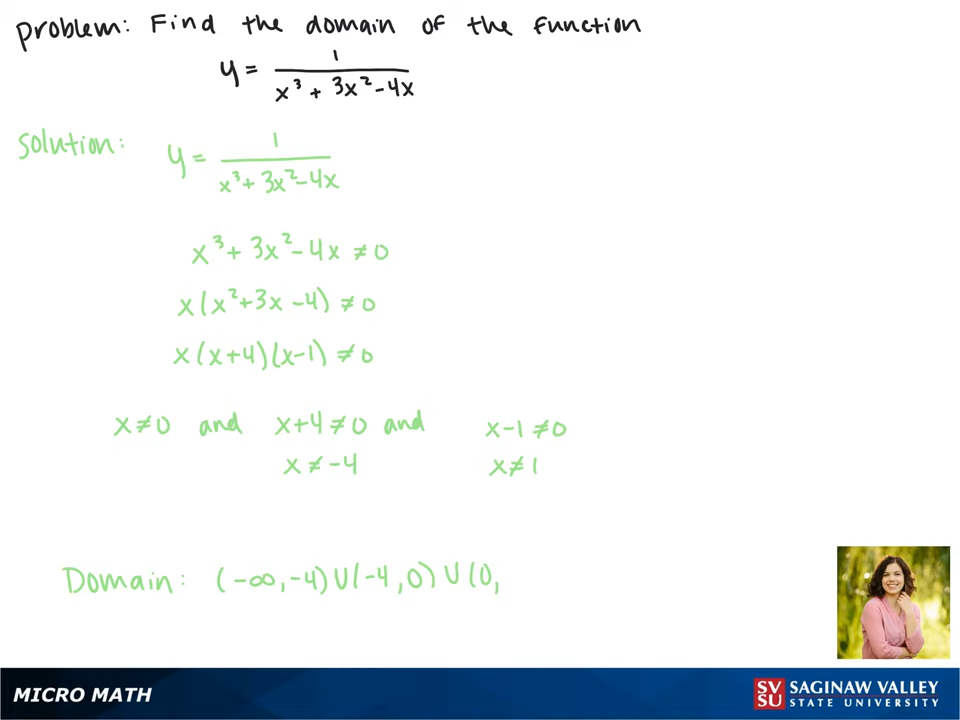 problem: Find the domain of the function
y = 1/(x³ + 3x² - 4x)
solution: y = 1/(x³ + 3x² - 4x)
x³ + 3x² - 4x ≠ 0
x(x² + 3x - 4) ≠ 0
x(x+4)(x-1) ≠ 0
x ≠ 0 and x+4 ≠ 0 and x-1 ≠ 0
x ≠ -4 x ≠ 1
Domain: (-∞, -4) ∪ (-4, 0) ∪ (0,
MICRO MATH
SV SU SAGINAW VALLEY STATE UNIVERSITY